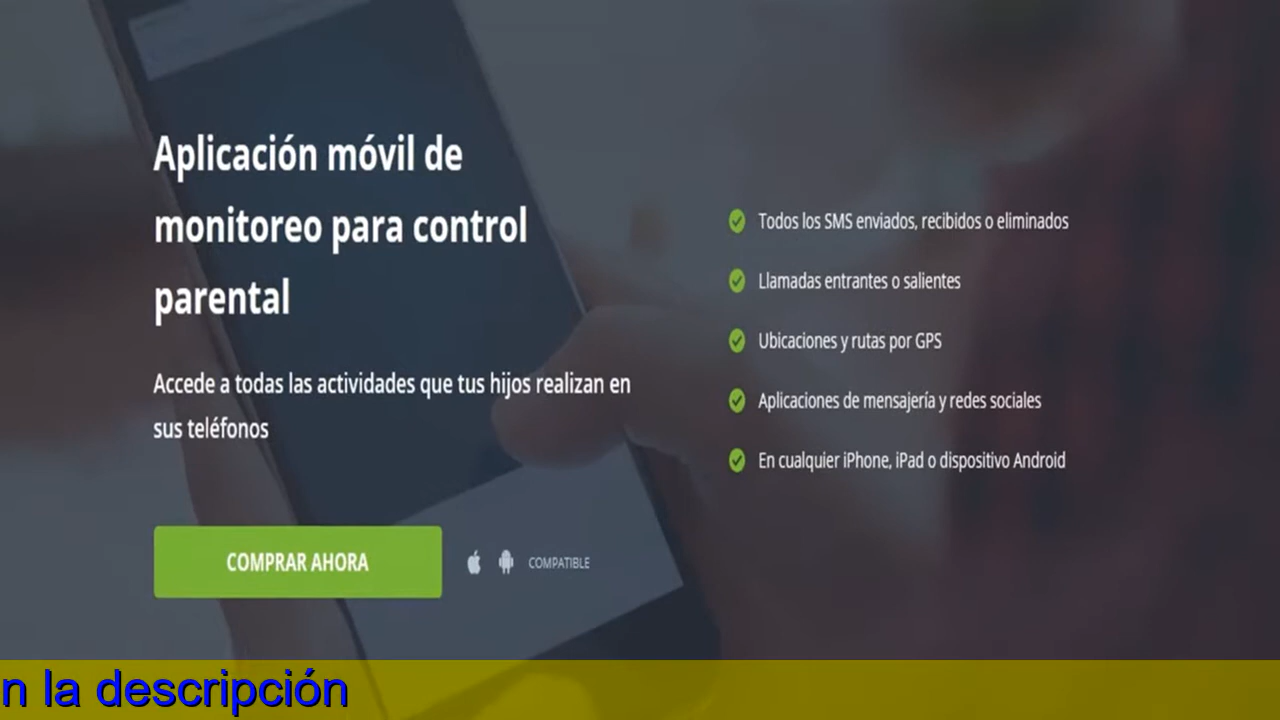 Aplicación móvil de
monitoreo para control
parental
Accede a todas las actividades que tus hijos realizan en
sus teléfonos
COMPRAR AHORA
COMPATIBLE
Todos los SMS enviados, recibidos o eliminados
Llamadas entrantes o salientes
Ubicaciones y rutas por GPS
Aplicaciones de mensajería y redes sociales
En cualquier iPhone, iPad o dispositivo Android
n la descripción